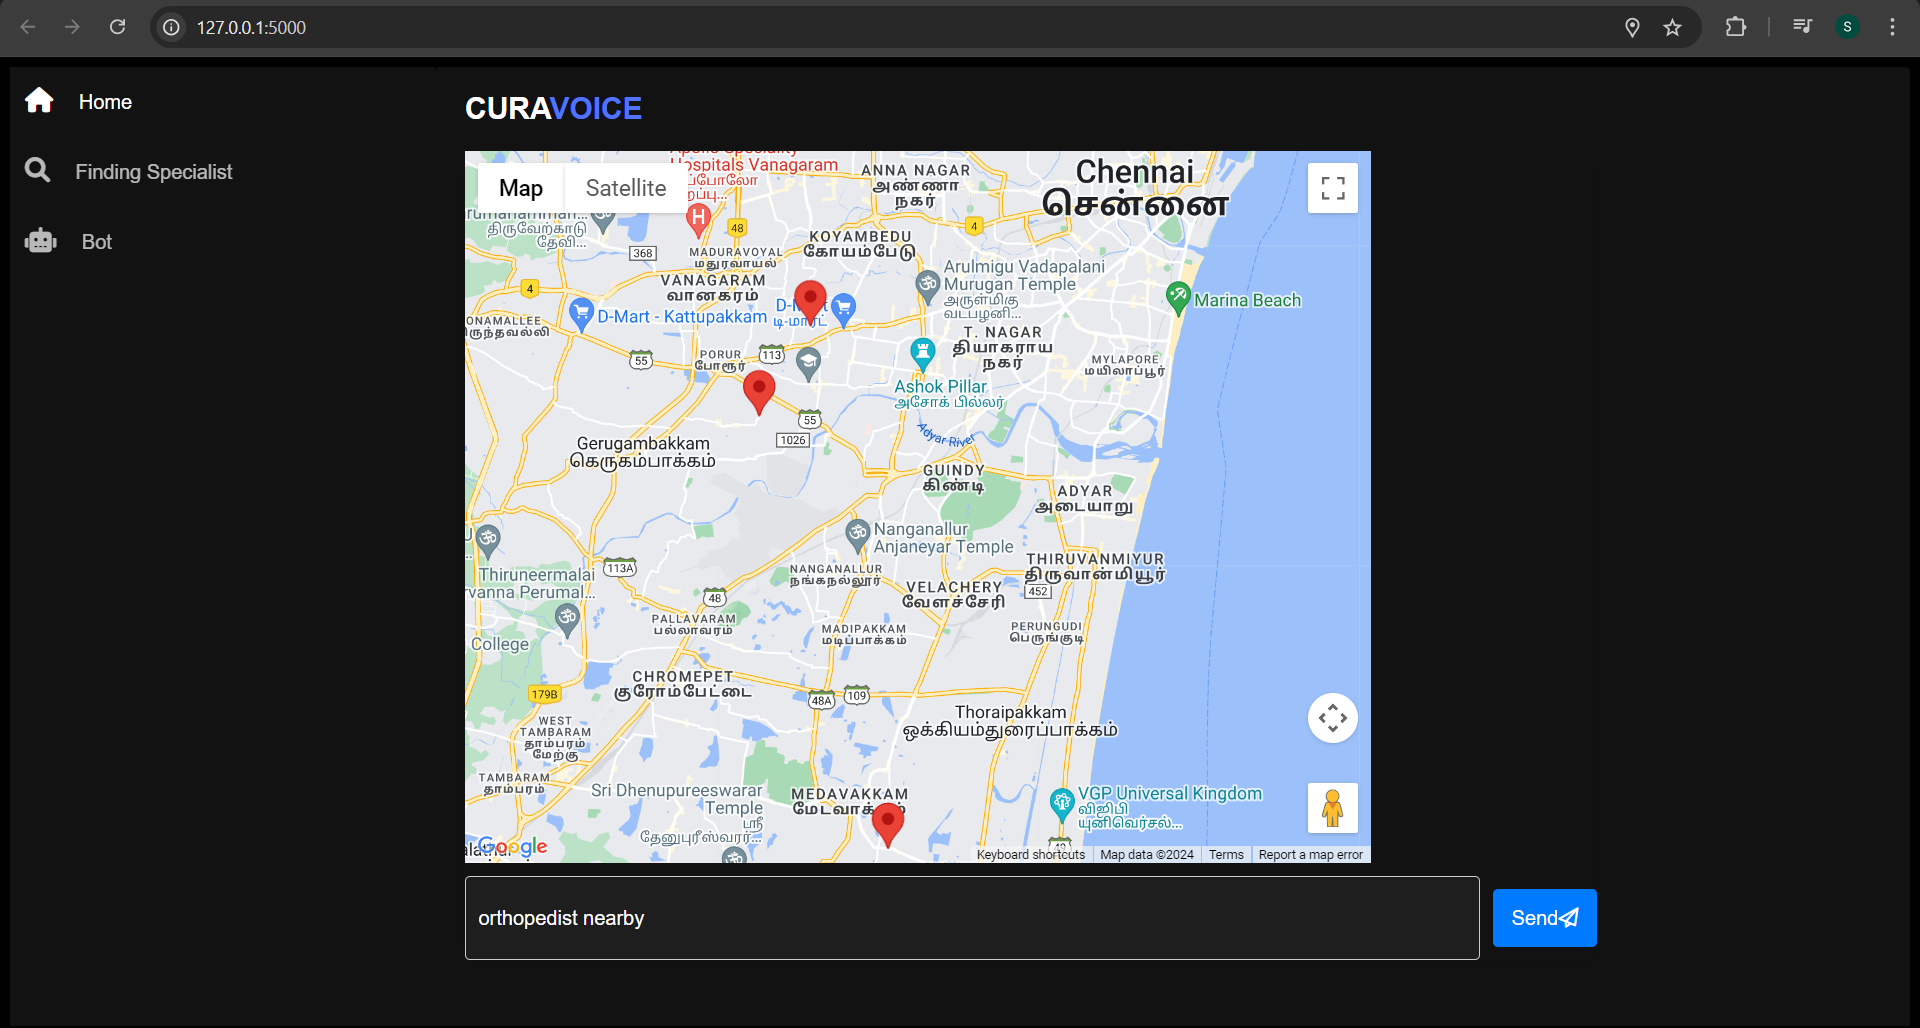 127.0.0.1:5000
S
Home
Finding Specialist
Bot
CURAVOICE
Map
Satellite
Hospitals Vanagaram
H
ANNA NAGAR
அண்ணா
நகர்
Chennai
சென்னை
திருவேற்காடு
தேவி...
368
48
4
MADURAVOYAL
மதுரவாயல்
KOYAMBEDU
கோயம்பேடு
VANAGARAM
வானகரம்
Arulmigu Vadapalani
Murugan Temple
அருள்மிகு
வடபழனி...
4
D-Mart - Kattupakkam
டி-மார்ட்
Marina Beach
T. NAGAR
தியாகராய
நகர்
55
PORUR
போரூர்
113
MYLAPORE
மயிலாப்பூர்
Ashok Pillar
அசோக் பில்லர்
55
1026
Adyar River
Gerugambakkam
கெருகம்பாக்கம்
GUINDY
கிண்டி
ADYAR
அடையாறு
Nanganallur
Anjaneyar Temple
THIRUVANMIYUR
திருவான்மியூர்
113A
Thiruneermalai
Perumal...
NANGANALLUR
நங்கநல்லூர்
VELACHERY
வேளச்சேரி
452
48
PALLAVARAM
பல்லாவரம்
MADIPAKKAM
மடிப்பாக்கம்
PERUNGUDI
பெருங்குடி
College
CHROMEPET
குரோம்பேட்டை
179B
48A
109
Thoraipakkam
ஒக்கியம்துரைப்பாக்கம்
WEST
TAMBARAM
தாம்பரம்
மேற்கு
TAMBARAM
தாம்பரம்
Sri Dhenupureeswarar
Temple
ஸ்ரீ
தேனுபுரீஸ்வரர்...
MEDAVAKKAM
VGP Universal Kingdom
விஜிபி
யுனிவெர்சல்...
Google
Keyboard shortcuts
Map data ©2024
Terms
Report a map error
orthopedist nearby
Send